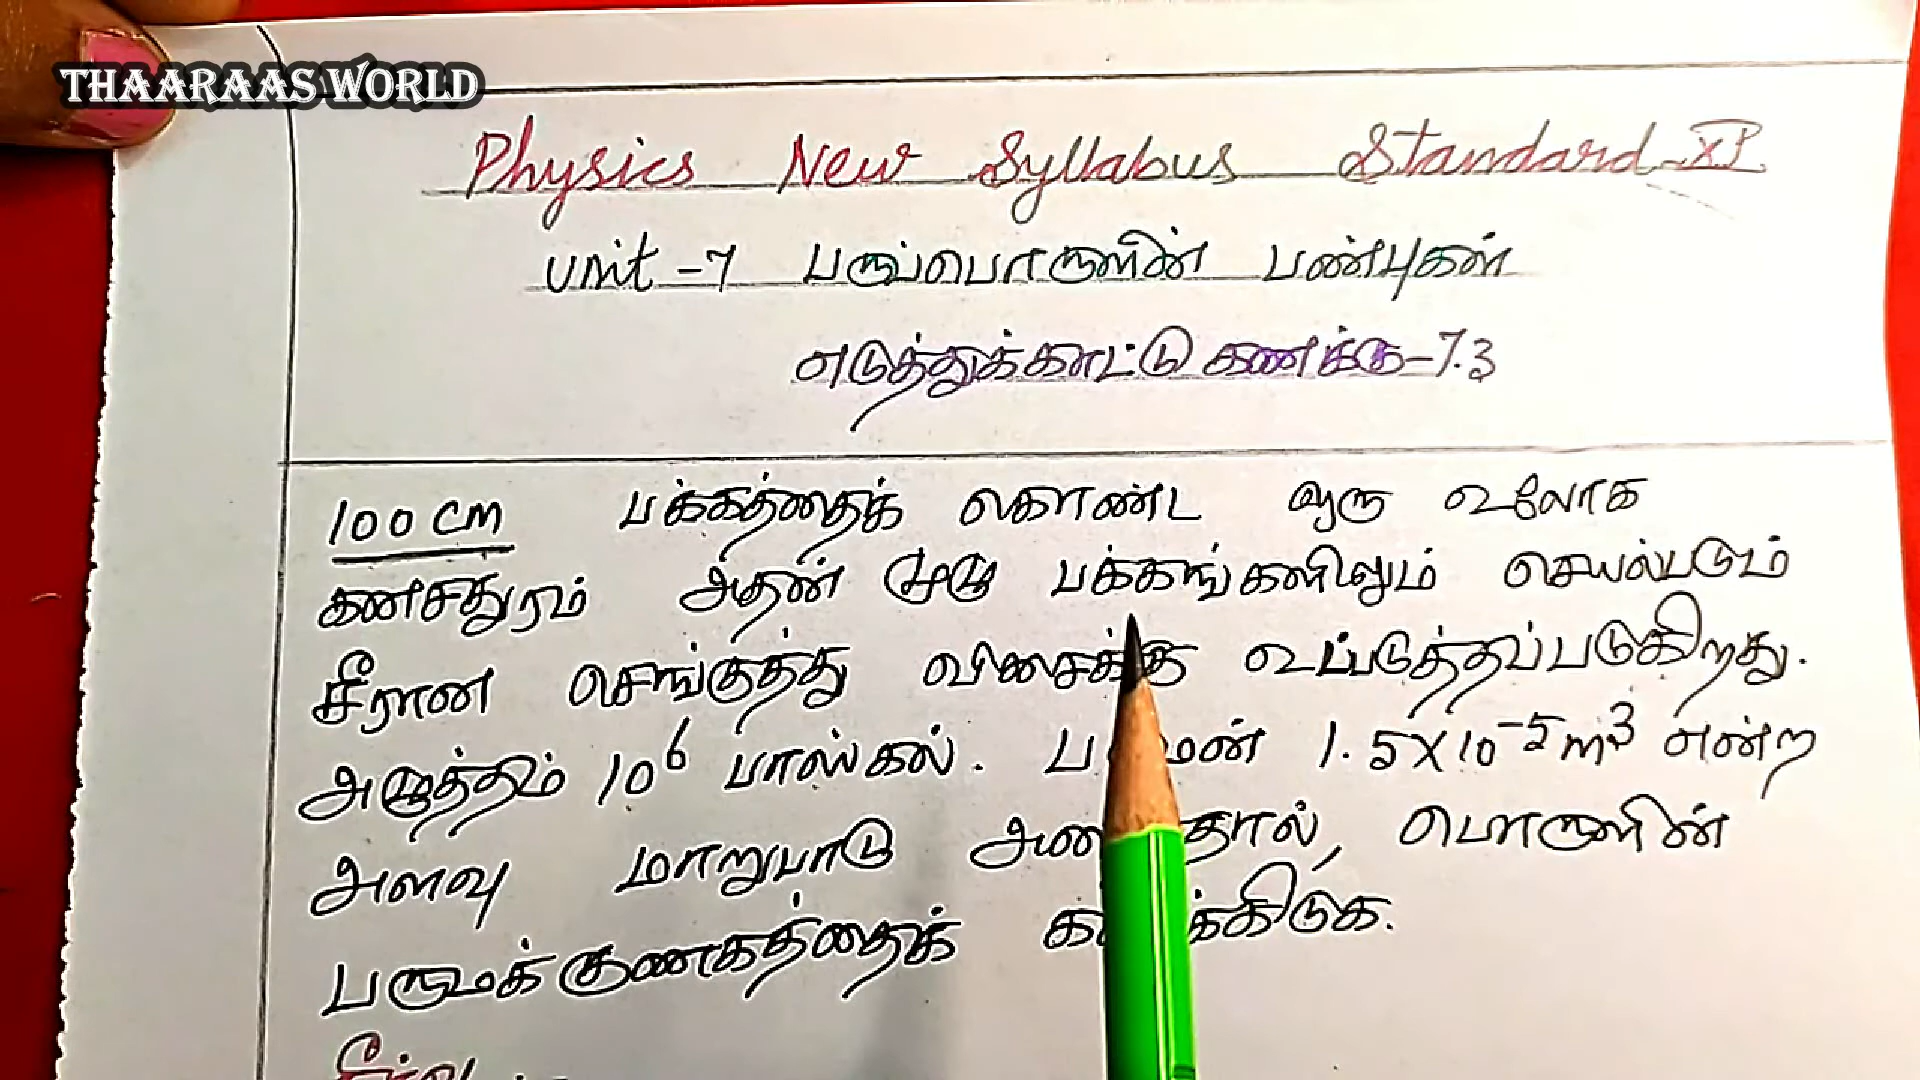 THAARAAS WORLD
Physics New Syllabus Standard-XI
Unit-7 பருப்பொருளின் பண்புகள்
எடுத்துக்காட்டு கணக்கு-7.3
100 cm பக்கத்தைக் கொண்ட ஒரு உலோக
கனசதுரம் அதன் முழு பக்கங்களிலும் செயல்படும்
சீரான செங்குத்து விசைக்கு உட்படுத்தப்படுகிறது.
அழுத்தம் 10⁶ பாஸ்கல். 1.5×10⁻⁵m³ என்ற
அளவு மாறுபாடு பொருளின்
பருமக்குணகத்தைக்